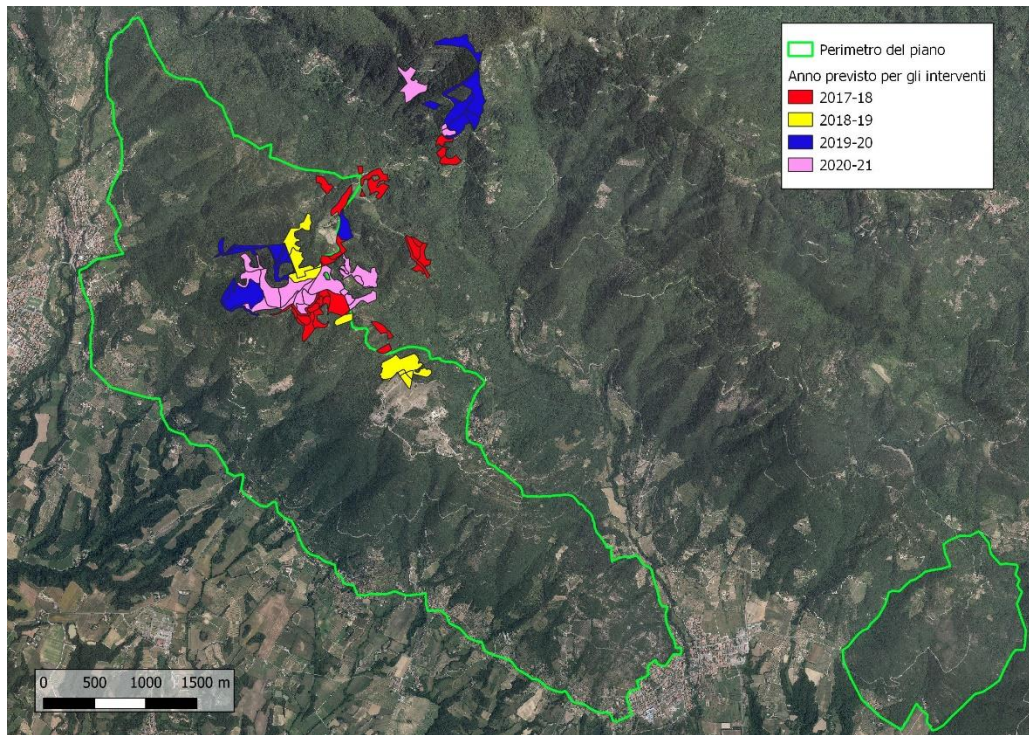 Perimetro del piano
Anno previsto per gli interventi
2017-18
2018-19
2019-20
2020-21
0 500 1000 1500 m